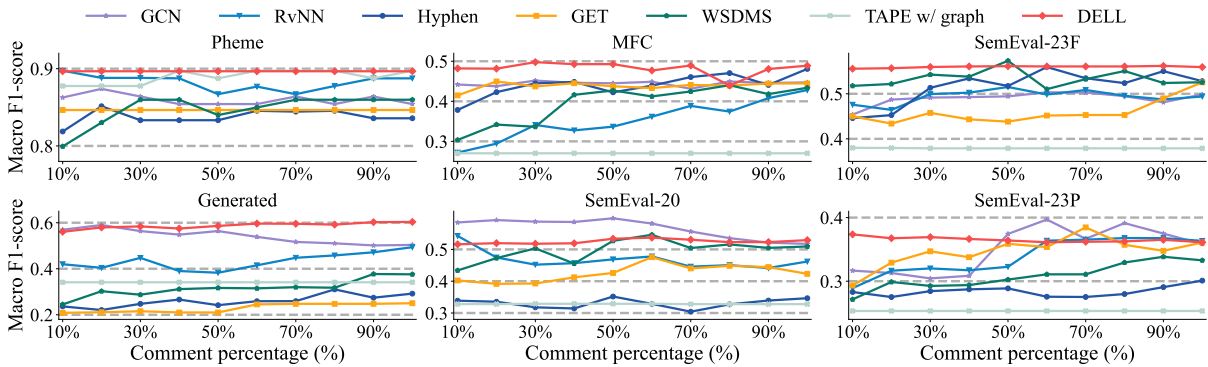 GCN RvNN Hyphen GET WSDMS TAPE w/ graph DELL
Pheme MFC SemEval-23F
Macro F1-score
0.9 0.5 0.5
0.8 0.4 0.4
0.3
10% 30% 50% 70% 90% 10% 30% 50% 70% 90% 10% 30% 50% 70% 90%
Generated SemEval-20 SemEval-23P
Macro F1-score
0.6 0.5 0.4
0.4 0.4 0.3
0.2 0.3
10% 30% 50% 70% 90% 10% 30% 50% 70% 90% 10% 30% 50% 70% 90%
Comment percentage (%) Comment percentage (%) Comment percentage (%)